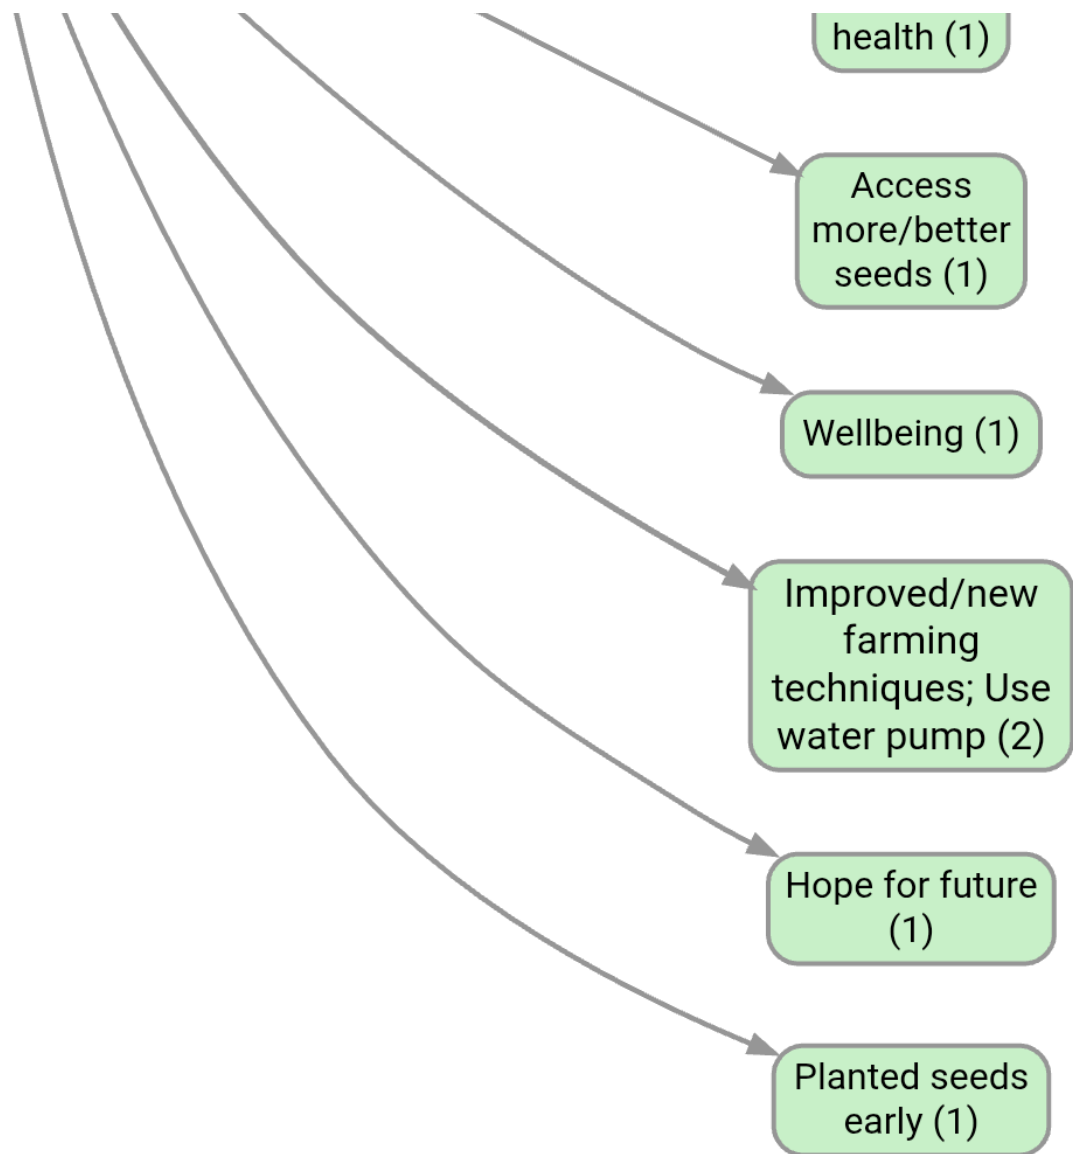 health (1)
Access
more/better
seeds (1)
Wellbeing (1)
Improved/new
farming
techniques; Use
water pump (2)
Hope for future
(1)
Planted seeds
early (1)